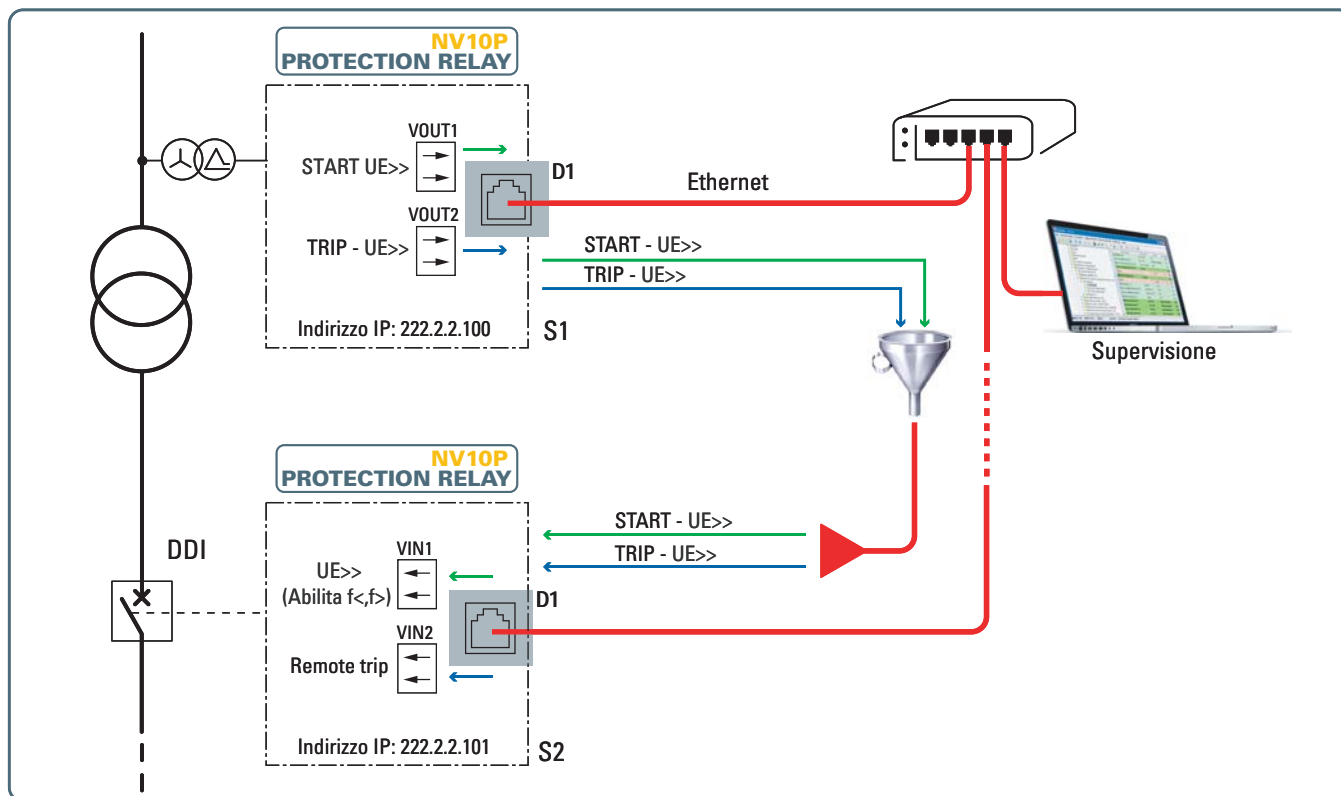 NV10P
PROTECTION RELAY
VOUT1
START UE>>
D1
VOUT2
TRIP - UE>>
Indirizzo IP: 222.2.2.100
S1
Ethernet
START - UE>>
TRIP - UE>>
Supervisione
NV10P
PROTECTION RELAY
START - UE>>
TRIP - UE>>
DDI
VIN1
UE>>
(Abilita f<,f>)
D1
VIN2
Remote trip
Indirizzo IP: 222.2.2.101
S2